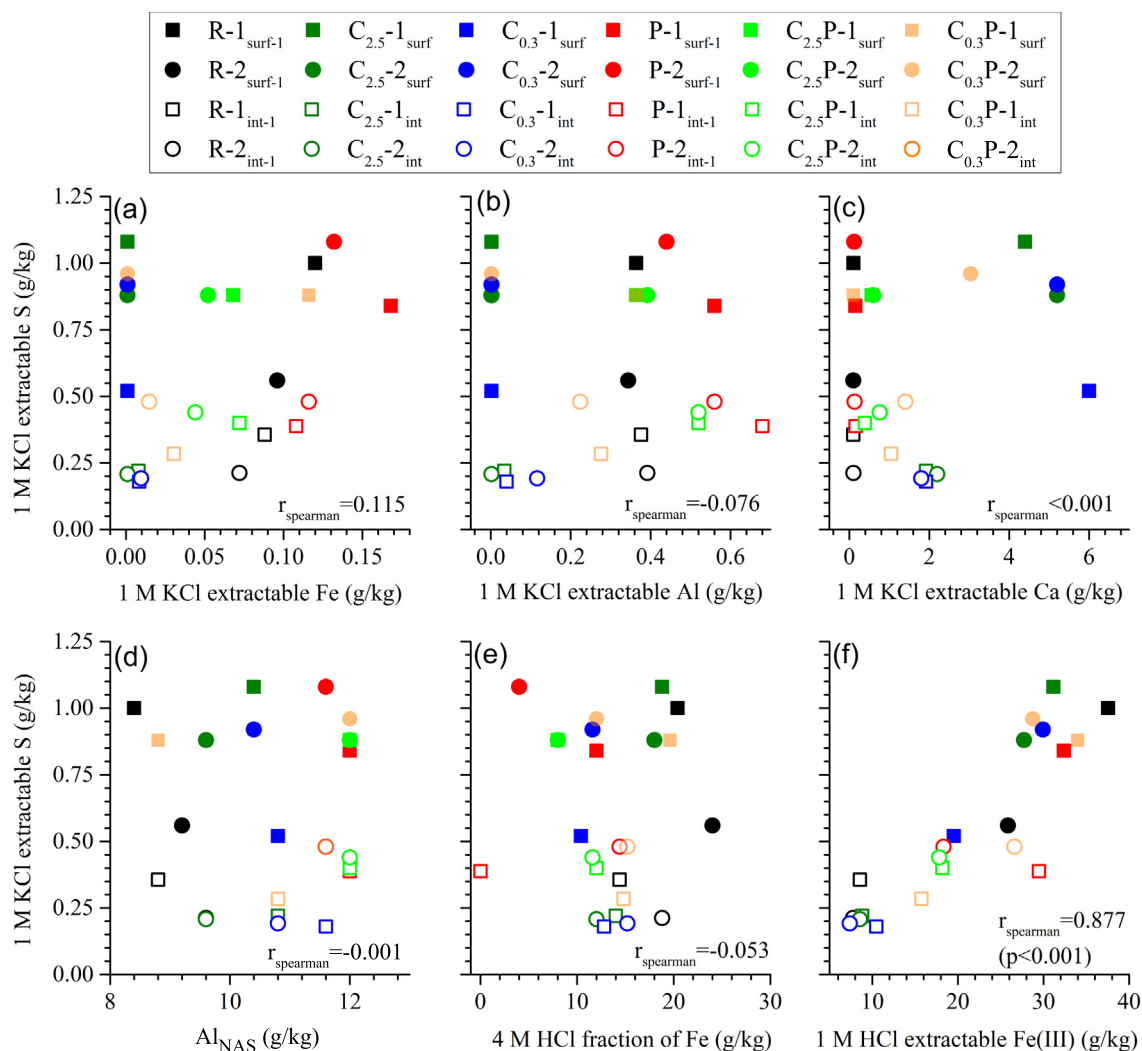 R-1surf-1 C2.5-1surf C0.3-1surf P-1surf-1 C2.5P-1surf C0.3P-1surf
R-2surf-1 C2.5-2surf C0.3-2surf P-2surf-1 C2.5P-2surf C0.3P-2surf
R-1int-1 C2.5-1int C0.3-1int P-1int-1 C2.5P-1int C0.3P-1int
R-2int-1 C2.5-2int C0.3-2int P-2int-1 C2.5P-2int C0.3P-2int
1 M KCl extractable S (g/kg)
1.25
1.00
0.75
0.50
0.25
0.00
(a)
rspearman=0.115
0.00 0.05 0.10 0.15
1 M KCl extractable Fe (g/kg)
(b)
rspearman=-0.076
0.0 0.2 0.4 0.6
1 M KCl extractable Al (g/kg)
(c)
rspearman<0.001
0 2 4 6
1 M KCl extractable Ca (g/kg)
1 M KCl extractable S (g/kg)
1.25
1.00
0.75
0.50
0.25
0.00
(d)
rspearman=-0.001
8 10 12
AlNAS (g/kg)
(e)
rspearman=-0.053
0 10 20 30
4 M HCl fraction of Fe (g/kg)
(f)
rspearman=0.877
(p<0.001)
10 20 30 40
1 M HCl extractable Fe(III) (g/kg)